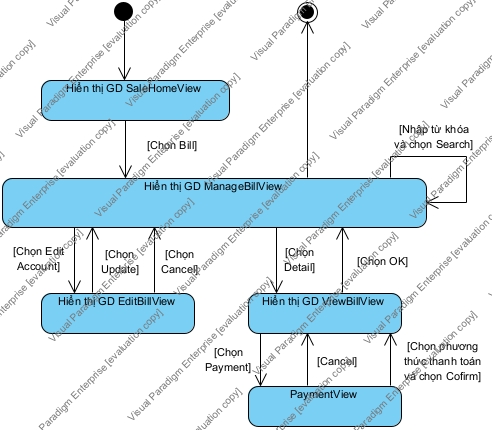 Hiển thị GD SaleHomeView
[Chọn Bill]
[Nhập từ khóa
và chọn Search]
Hiển thị GD ManageBillView
[Chọn Edit
Account]
[Chọn
Update]
[Chọn
Cancel]
[Chọn
Detail]
[Chọn OK]
Hiển thị GD EditBillView
Hiển thị GD ViewBillView
[Chọn
Payment]
[Cancel]
[Chọn phương
thức thanh toán
và chọn Cofirm]
PaymentView
Visual Paradigm Enterprise [evaluation copy]